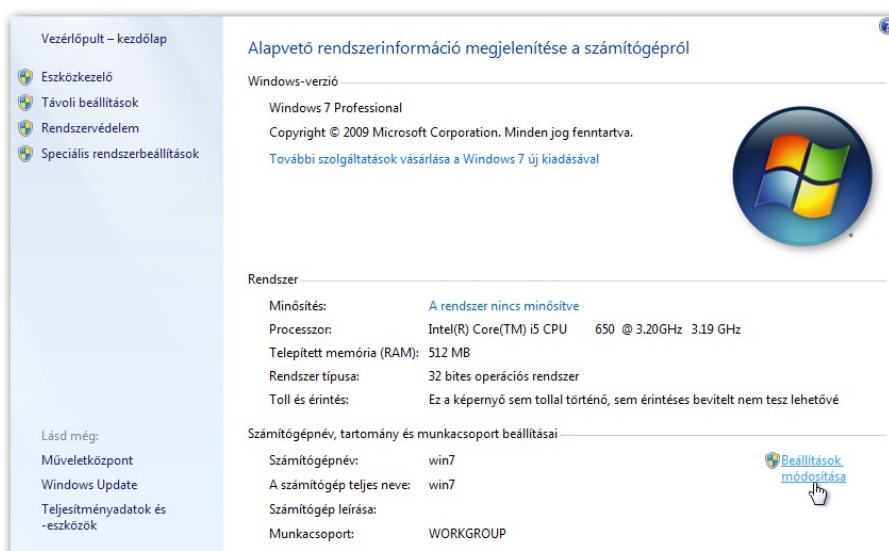 Vezérlőpult – kezdőlap
Eszközkezelő
Távoli beállítások
Rendszervédelem
Speciális rendszerbeállítások
Lásd még:
Műveletközpont
Windows Update
Teljesítményadatok és
-eszközök
Alapvető rendszerinformáció megjelenítése a számítógépről
Windows-verzió
Windows 7 Professional
Copyright © 2009 Microsoft Corporation. Minden jog fenntartva.
További szolgáltatások vásárlása a Windows 7 új kiadásával
Rendszer
Minősítés: A rendszer nincs minősítve
Processzor: Intel(R) Core(TM) i5 CPU 650 @ 3.20GHz 3.19 GHz
Telepített memória (RAM): 512 MB
Rendszer típusa: 32 bites operációs rendszer
Toll és érintés: Ez a képernyő sem tollal történő, sem érintéses bevitelt nem tesz lehetővé
Számítógépnév, tartomány és munkacsoport beállításai
Számítógépnév: win7
A számítógép teljes neve: win7
Számítógép leírása:
Munkacsoport: WORKGROUP
Beállítások
módosítása